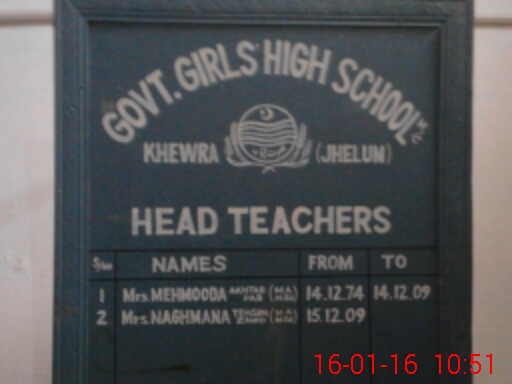 GOVT. GIRLS HIGH SCHOOL
KHEWRA (JHELUM)
HEAD TEACHERS
NAMES FROM TO
1 Mrs. MEHMOODA AKHTAR (M.A. 14.12.74 14.12.09
2 Mrs. NAGHMANA 15.12.09
16-01-16 10:51